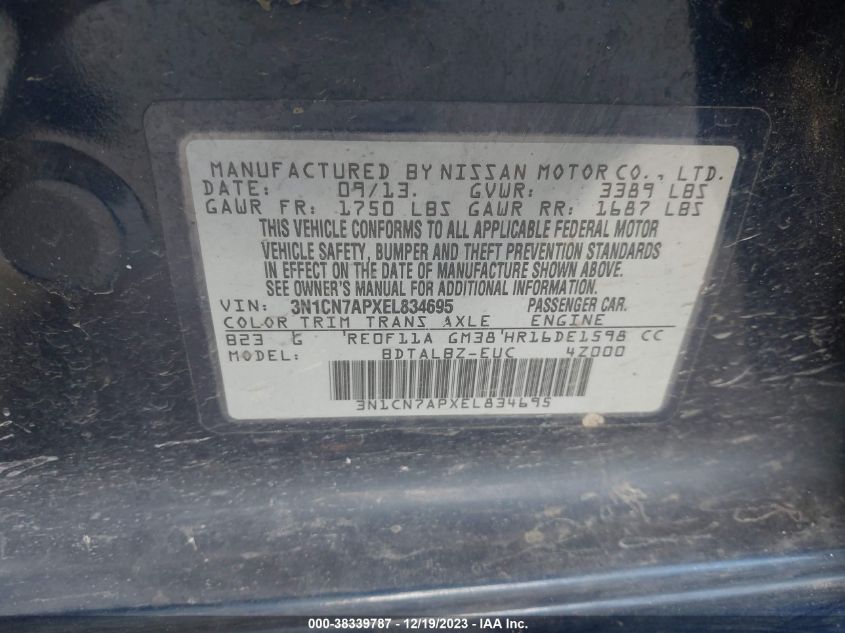 MANUFACTURED BY NISSAN MOTOR CO., LTD.
DATE: 09/13. GVWR: 3389 LBS
GAWR FR: 1750 LBS GAWR RR: 1687 LBS
THIS VEHICLE CONFORMS TO ALL APPLICABLE FEDERAL MOTOR
VEHICLE SAFETY, BUMPER AND THEFT PREVENTION STANDARDS
IN EFFECT ON THE DATE OF MANUFACTURE SHOWN ABOVE.
SEE OWNER'S MANUAL FOR ADDITIONAL INFORMATION.
VIN: 3N1CN7APXEL834695 PASSENGER CAR.
COLOR TRIM TRANS AXLE ENGINE
B23 G 'RE0F11A GM38'HR16DE1598 CC
MODEL: BDTALBZ-EUC 4Z000
3N1CN7APXEL834695
000-38339787 - 12/19/2023 - IAA Inc.